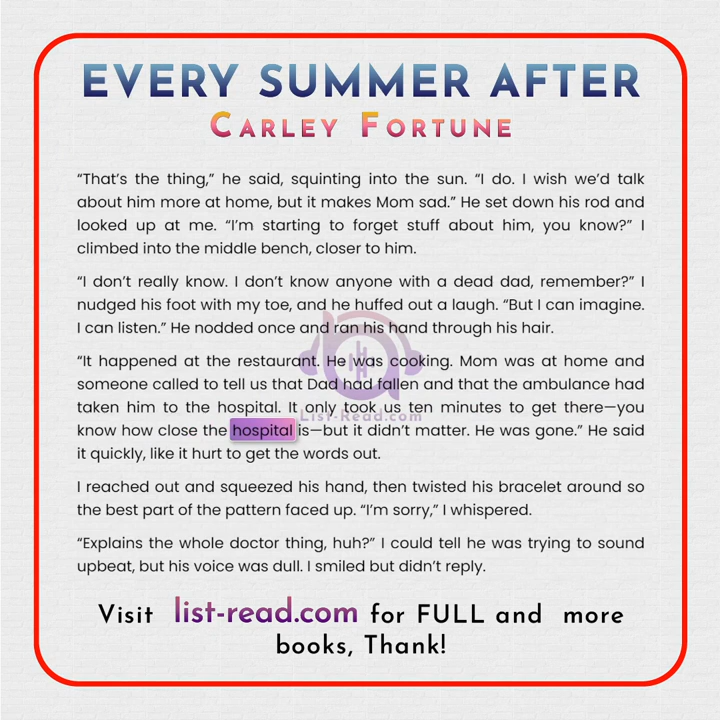 EVERY SUMMER AFTER
CARLEY FORTUNE
“That’s the thing,” he said, squinting into the sun. “I do. I wish we’d talk
about him more at home, but it makes Mom sad.” He set down his rod and
looked up at me. “I’m starting to forget stuff about him, you know?” I
climbed into the middle bench, closer to him.
“I don’t really know. I don’t know anyone with a dead dad, remember?” I
nudged his foot with my toe, and he huffed out a laugh. “But I can imagine.
I can listen.” He nodded once and ran his hand through his hair.
“It happened at the restaurant. He was cooking. Mom was at home and
someone called to tell us that Dad had fallen and that the ambulance had
taken him to the hospital. It only took us ten minutes to get there—you
List-Read.com
know how close the hospital is—but it didn’t matter. He was gone.” He said
it quickly, like it hurt to get the words out.
I reached out and squeezed his hand, then twisted his bracelet around so
the best part of the pattern faced up. “I’m sorry,” I whispered.
“Explains the whole doctor thing, huh?” I could tell he was trying to sound
upbeat, but his voice was dull. I smiled but didn’t reply.
Visit list-read.com for FULL and more
books, Thank!